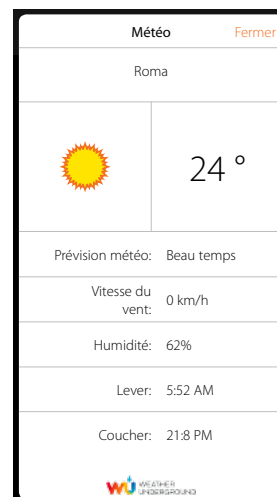 Météo Fermer
Roma
24 °
Prévision météo: Beau temps
Vitesse du
vent: 0 km/h
Humidité: 62%
Lever: 5:52 AM
Coucher: 21:8 PM
WU WEATHER
UNDERGROUND